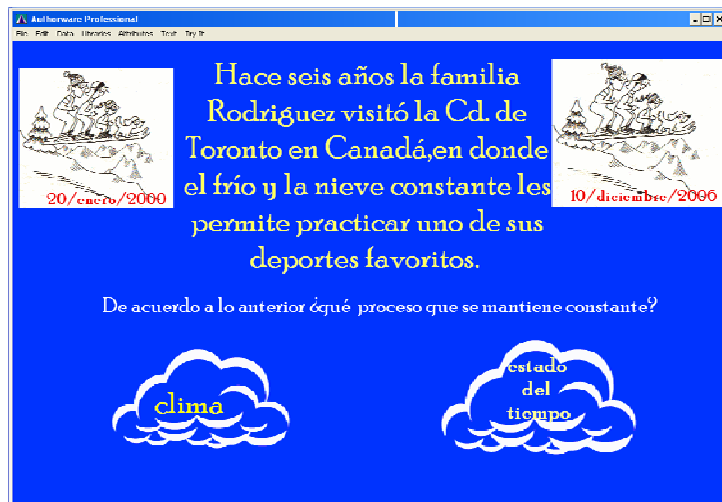 Authorware Professional
File Edit Data Libraries Attributes Text Try It
Hace seis años la familia
Rodriguez visitó la Cd. de
Toronto en Canadá,en donde
el frío y la nieve constante les
permite practicar uno de sus
deportes favoritos.
20/enero/2000
10/diciembre/2006
De acuerdo a lo anterior ¿qué proceso que se mantiene constante?
clima
estado
del
tiempo